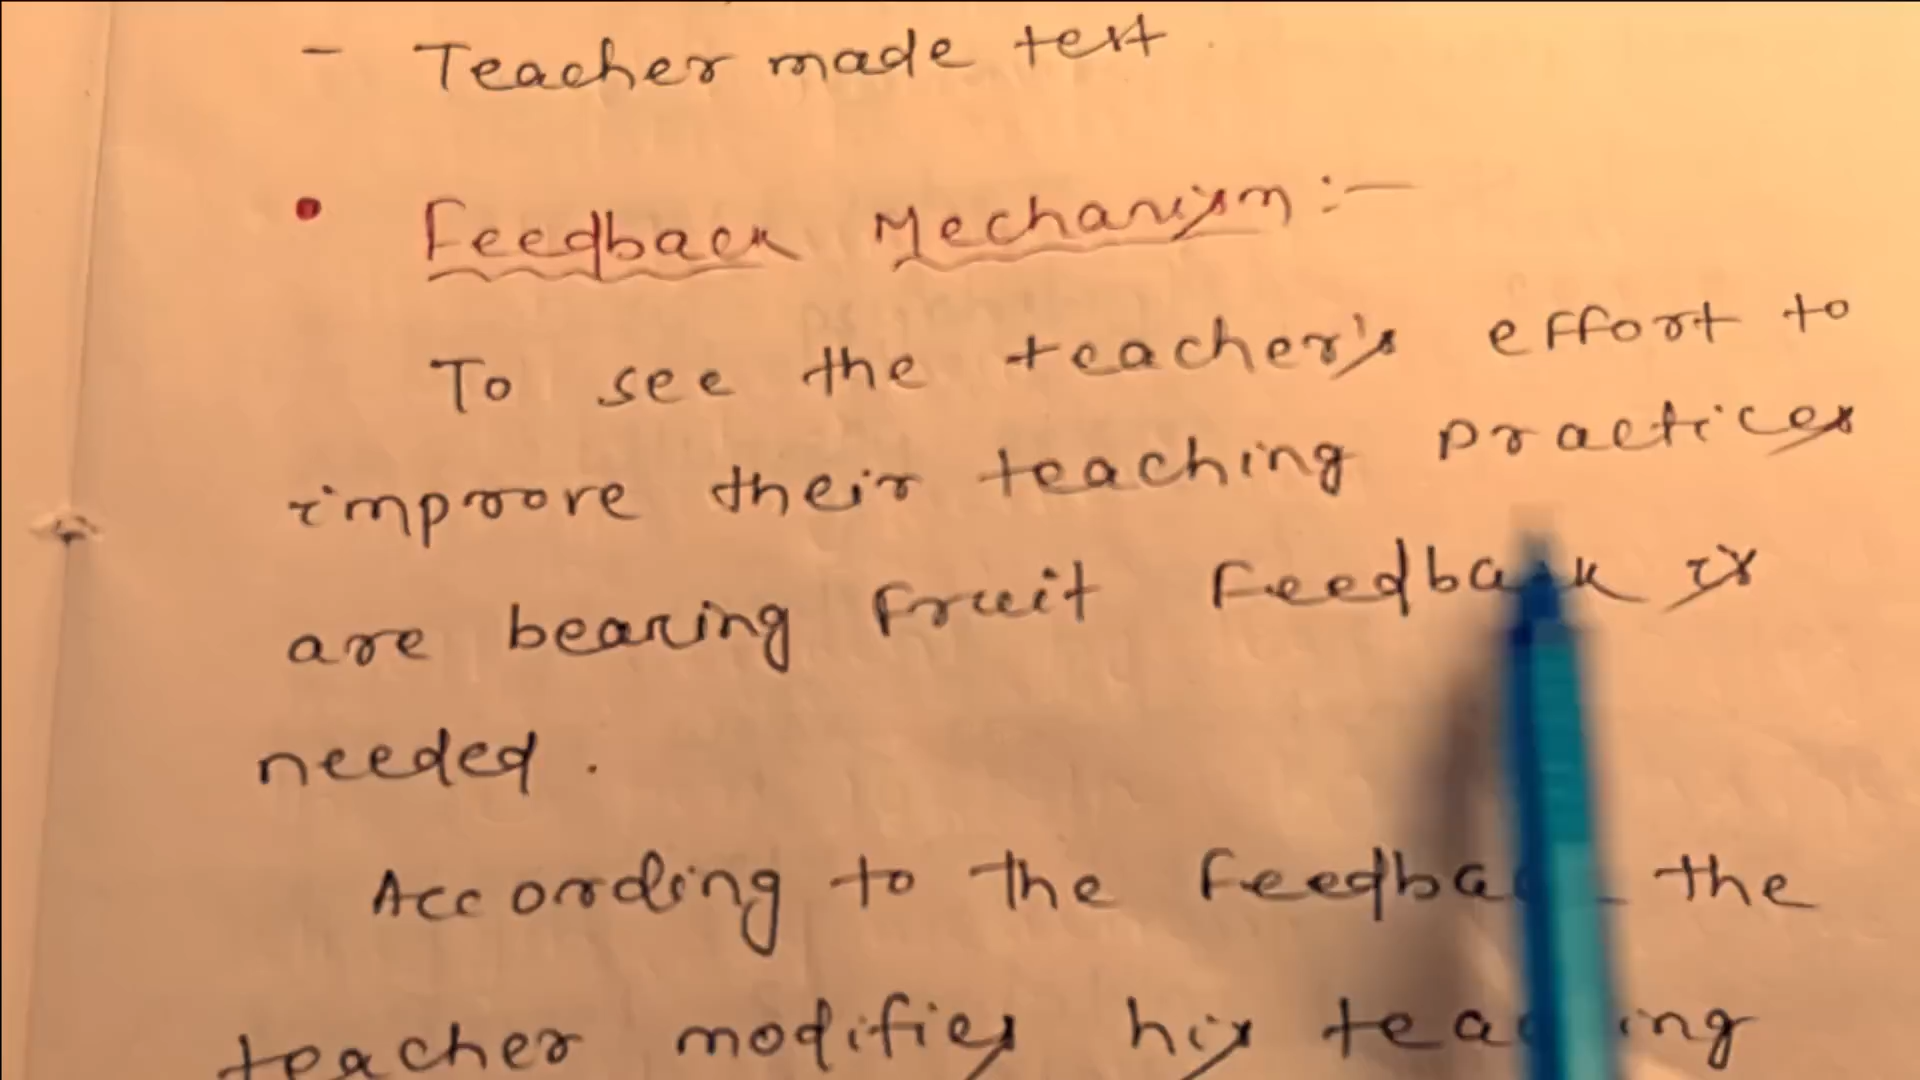 - Teacher made test
• Feedback Mechanism :-
To see the teacher's effort to
improve their teaching practices
are bearing fruit Feedback is
needed.
According to the Feedback the
teacher modifies his teaching